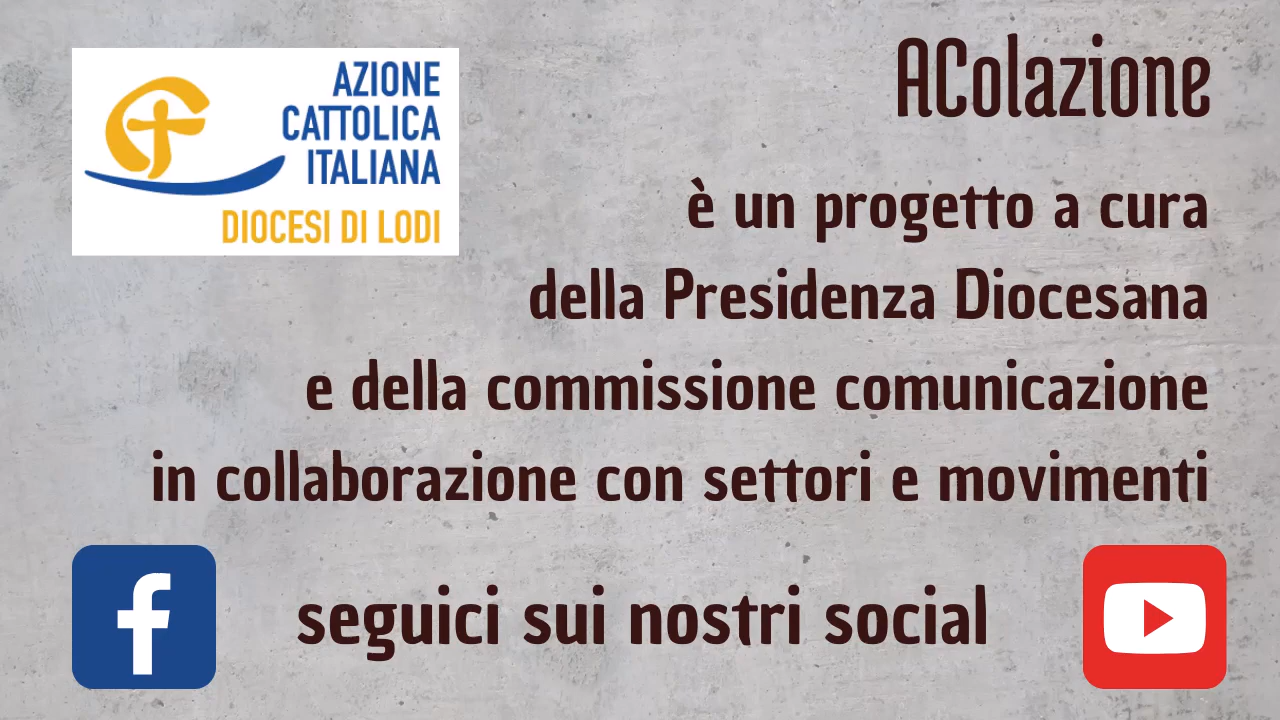 AZIONE
CATTOLICA
ITALIANA
DIOCESI DI LODI
AColazione
è un progetto a cura
della Presidenza Diocesana
e della commissione comunicazione
in collaborazione con settori e movimenti
seguici sui nostri social